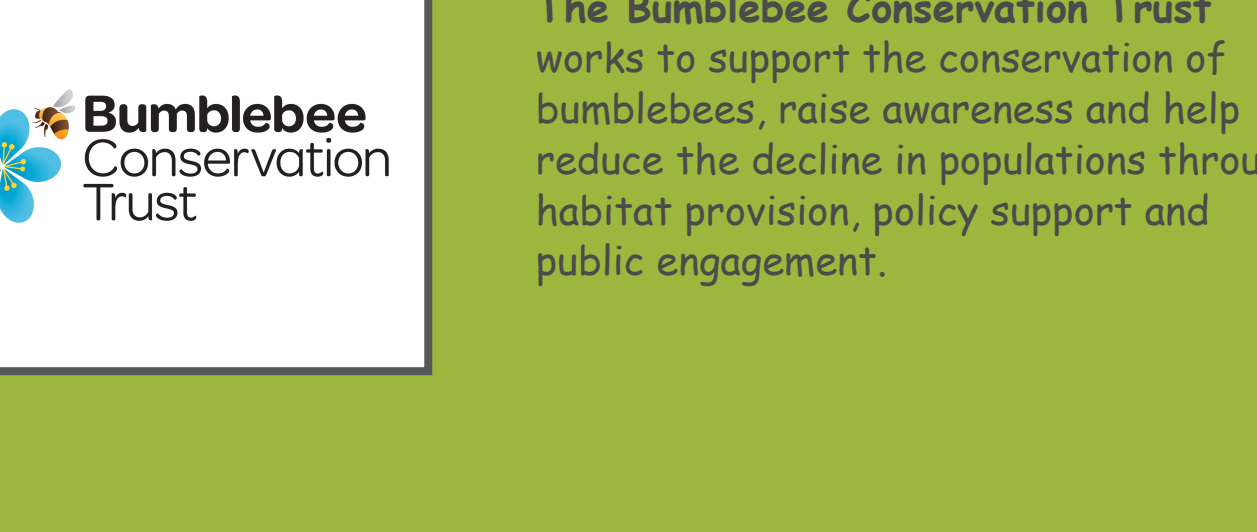 Bumblebee
Conservation
Trust
The Bumblebee Conservation Trust
works to support the conservation of
bumblebees, raise awareness and help
reduce the decline in populations throu
habitat provision, policy support and
public engagement.